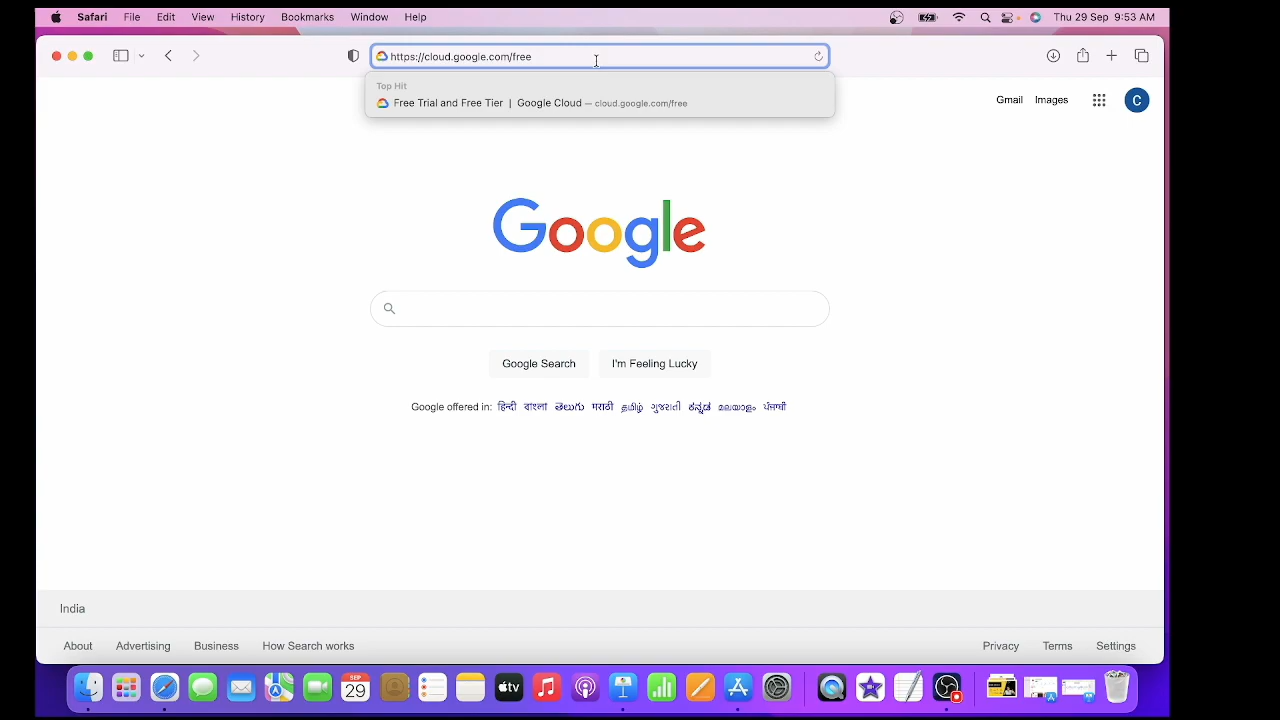 Safari File Edit View History Bookmarks Window Help Thu 29 Sep 9:53 AM
https://cloud.google.com/free
Top Hit
Free Trial and Free Tier | Google Cloud — cloud.google.com/free
Gmail Images C
Google
Google Search I'm Feeling Lucky
Google offered in: हिन्दी বাংলা తెలుగు मराठी தமிழ் ગુજરાતી ಕನ್ನಡ മലയാളം ਪੰਜਾਬੀ
India
About Advertising Business How Search works Privacy Terms Settings
SEP
29
tv